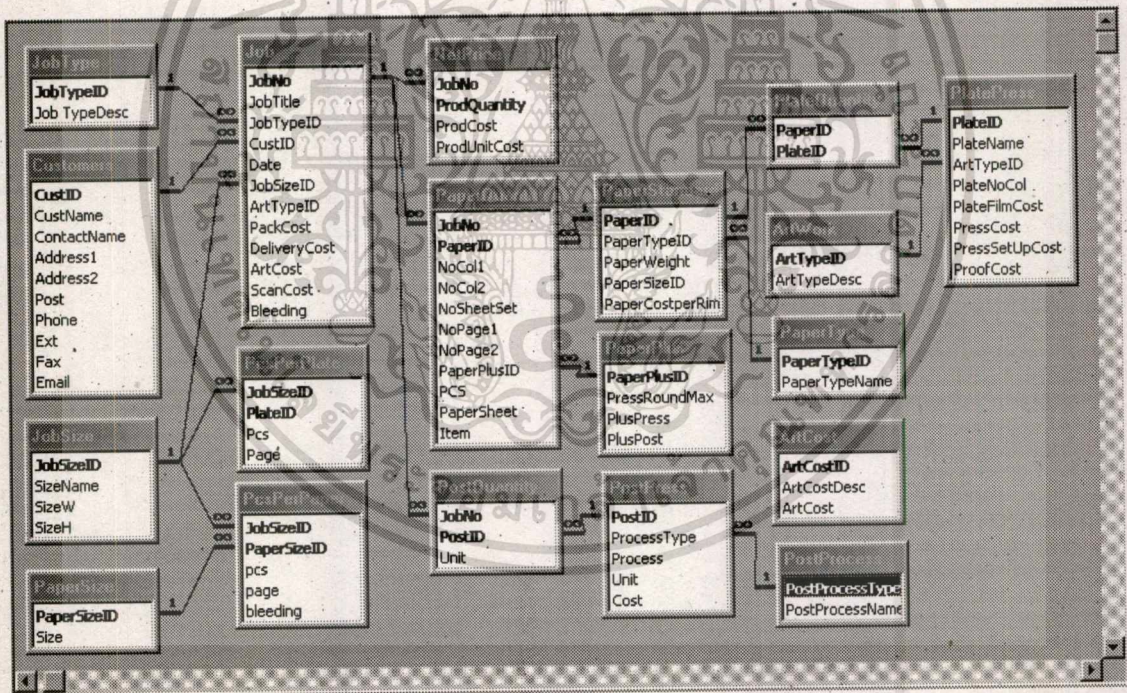 JobType
JobTypeID
Job TypeDesc
Customers
CustID
CustName
ContactName
Address1
Address2
Post
Phone
Ext
Fax
Email
JobSize
JobSizeID
SizeName
SizeW
SizeH
PaperSize
PaperSizeID
Size
Job
JobNo
JobTitle
JobTypeID
CustID
Date
JobSizeID
ArtTypeID
PackCost
DeliveryCost
ArtCost
ScanCost
Bleeding
JobSizeID
PlateID
Pcs
Page
PcsPerPaper
JobSizeID
PaperSizeID
pcs
page
bleeding
JobNo
ProdQuantity
ProdCost
ProdUnitCost
JobNo
PaperID
NoCol1
NoCol2
NoSheetSet
NoPage1
NoPage2
PaperPlusID
PCS
PaperSheet
Item
PostQuantity
JobNo
PostID
Unit
PaperID
PaperTypeID
PaperWeight
PaperSizeID
PaperCostperRim
PaperPlus
PaperPlusID
PressRoundMax
PlusPress
PlusPost
PostPress
PostID
ProcessType
Process
Unit
Cost
PaperID
PlateID
ArtWork
ArtTypeID
ArtTypeDesc
PaperType
PaperTypeID
PaperTypeName
ArtCost
ArtCostID
ArtCostDesc
ArtCost
PostProcess
PostProcessType
PostProcessName
PlatePress
PlateID
PlateName
ArtTypeID
PlateNoCol
PlateFilmCost
PressCost
PressSetUpCost
ProofCost